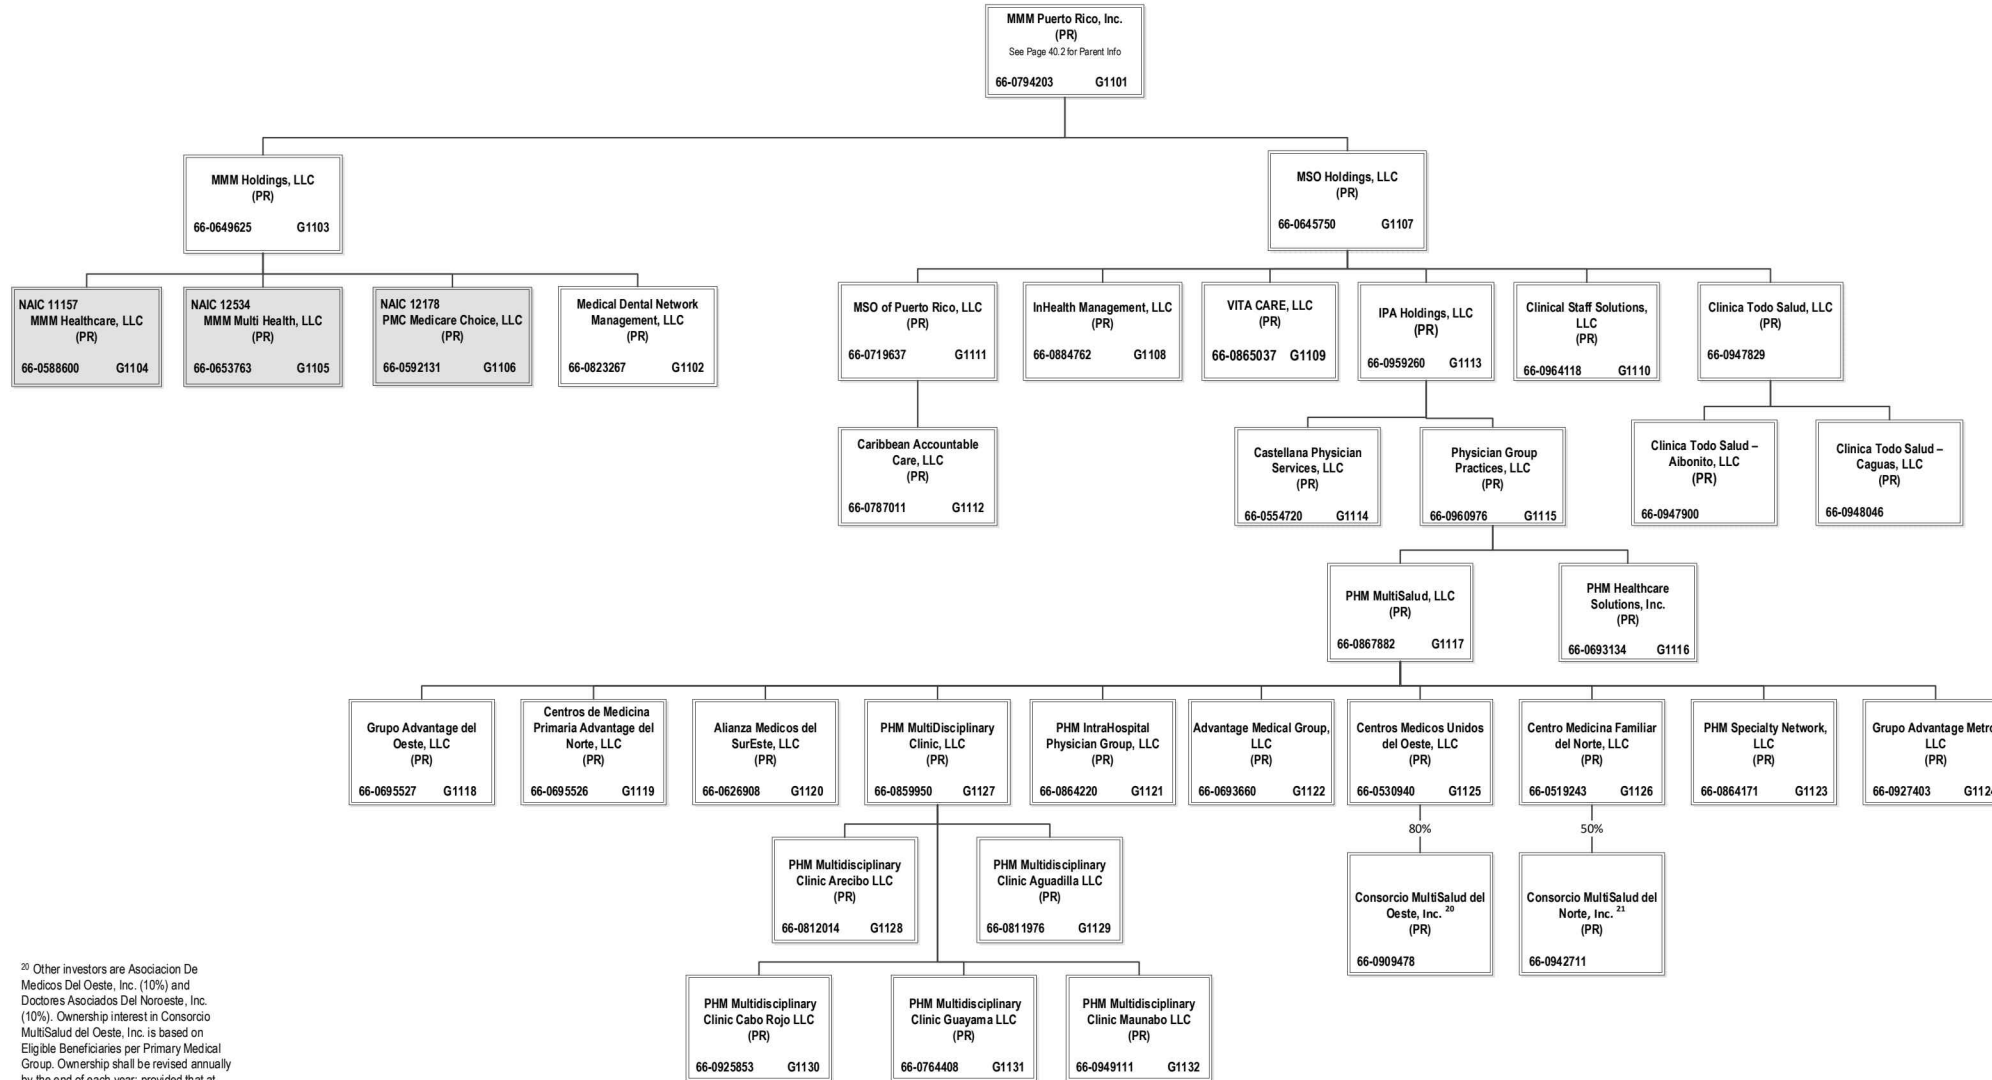 MMM Puerto Rico, Inc.
(PR)
See Page 40.2 for Parent Info
66-0794203 G1101
MMM Holdings, LLC
(PR)
66-0649625 G1103
MSO Holdings, LLC
(PR)
66-0645750 G1107
NAIC 11157
MMM Healthcare, LLC
(PR)
66-0588600 G1104
NAIC 12534
MMM Multi Health, LLC
(PR)
66-0653763 G1105
NAIC 12178
PMC Medicare Choice, LLC
(PR)
66-0592131 G1106
Medical Dental Network
Management, LLC
(PR)
66-0823267 G1102
MSO of Puerto Rico, LLC
(PR)
66-0719637 G1111
InHealth Management, LLC
(PR)
66-0884762 G1108
VITA CARE, LLC
(PR)
66-0865037 G1109
IPA Holdings, LLC
(PR)
66-0959260 G1113
Clinical Staff Solutions,
LLC
(PR)
66-0964118 G1110
Clinica Todo Salud, LLC
(PR)
66-0947829
Caribbean Accountable
Care, LLC
(PR)
66-0787011 G1112
Castellana Physician
Services, LLC
(PR)
66-0554720 G1114
Physician Group
Practices, LLC
(PR)
66-0960976 G1115
Clinica Todo Salud –
Aibonito, LLC
(PR)
66-0947900
Clinica Todo Salud –
Caguas, LLC
(PR)
66-0948046
PHM MultiSalud, LLC
(PR)
66-0867882 G1117
PHM Healthcare
Solutions, Inc.
(PR)
66-0693134 G1116
Grupo Advantage del
Oeste, LLC
(PR)
66-0695527 G1118
Centros de Medicina
Primaria Advantage del
Norte, LLC
(PR)
66-0695526 G1119
Alianza Medicos del
SurEste, LLC
(PR)
66-0626908 G1120
PHM MultiDisciplinary
Clinic, LLC
(PR)
66-0859950 G1127
PHM IntraHospital
Physician Group, LLC
(PR)
66-0864220 G1121
Advantage Medical Group,
LLC
(PR)
66-0693660 G1122
Centros Medicos Unidos
del Oeste, LLC
(PR)
66-0530940 G1125
Centro Medicina Familiar
del Norte, LLC
(PR)
66-0519243 G1126
PHM Specialty Network,
LLC
(PR)
66-0864171 G1123
Grupo Advantage Metro
LLC
(PR)
66-0927403
80%
50%
PHM Multidisciplinary
Clinic Arecibo LLC
(PR)
66-0812014 G1128
PHM Multidisciplinary
Clinic Aguadilla LLC
(PR)
66-0811976 G1129
Consorcio MultiSalud del
Oeste, Inc. 20
(PR)
66-0909478
Consorcio MultiSalud del
Norte, Inc. 21
(PR)
66-0942711
PHM Multidisciplinary
Clinic Cabo Rojo LLC
(PR)
66-0925853 G1130
PHM Multidisciplinary
Clinic Guayama LLC
(PR)
66-0764408 G1131
PHM Multidisciplinary
Clinic Maunabo LLC
(PR)
66-0949111 G1132
20 Other investors are Asociacion De
Medicos Del Oeste, Inc. (10%) and
Doctores Asociados Del Noroeste, Inc.
(10%). Ownership interest in Consorcio
MultiSalud del Oeste, Inc. is based on
Eligible Beneficiaries per Primary Medical
Group. Ownership shall be revised annually
by the end of each year; provided that at